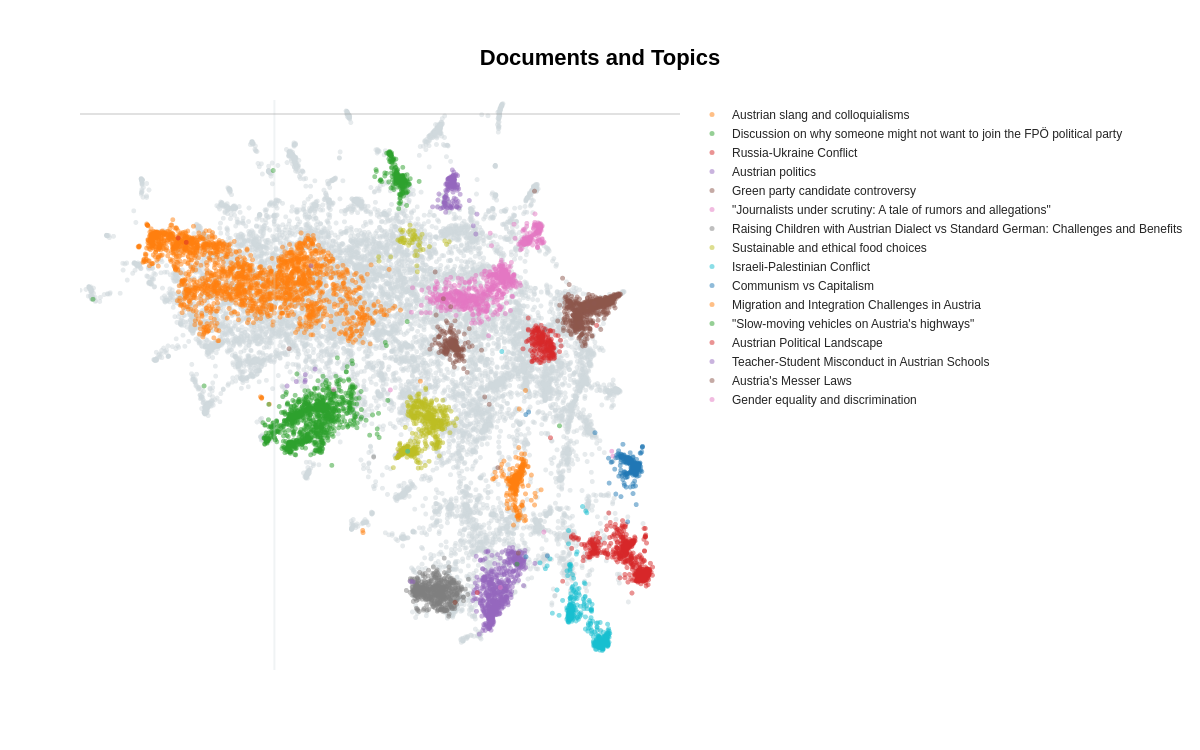 Documents and Topics
Austrian slang and colloquialisms
Discussion on why someone might not want to join the FPÖ political party
Russia-Ukraine Conflict
Austrian politics
Green party candidate controversy
"Journalists under scrutiny: A tale of rumors and allegations"
Raising Children with Austrian Dialect vs Standard German: Challenges and Benefits
Sustainable and ethical food choices
Israeli-Palestinian Conflict
Communism vs Capitalism
Migration and Integration Challenges in Austria
"Slow-moving vehicles on Austria's highways"
Austrian Political Landscape
Teacher-Student Misconduct in Austrian Schools
Austria's Messer Laws
Gender equality and discrimination